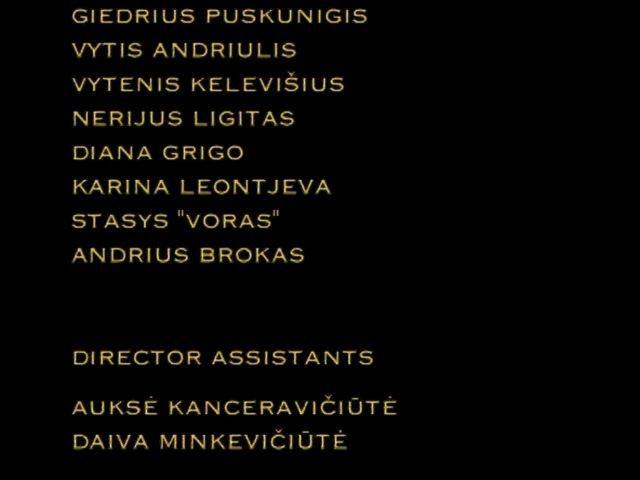 GIEDRIUS PUSKUNIGIS
VYTIS ANDRIULIS
VYTENIS KELEVIŠIUS
NERIJUS LIGITAS
DIANA GRIGO
KARINA LEONTJEVA
STASYS "VORAS"
ANDRIUS BROKAS
DIRECTOR ASSISTANTS
AUKSĖ KANCERAVIČIŪTĖ
DAIVA MINKEVIČIŪTĖ